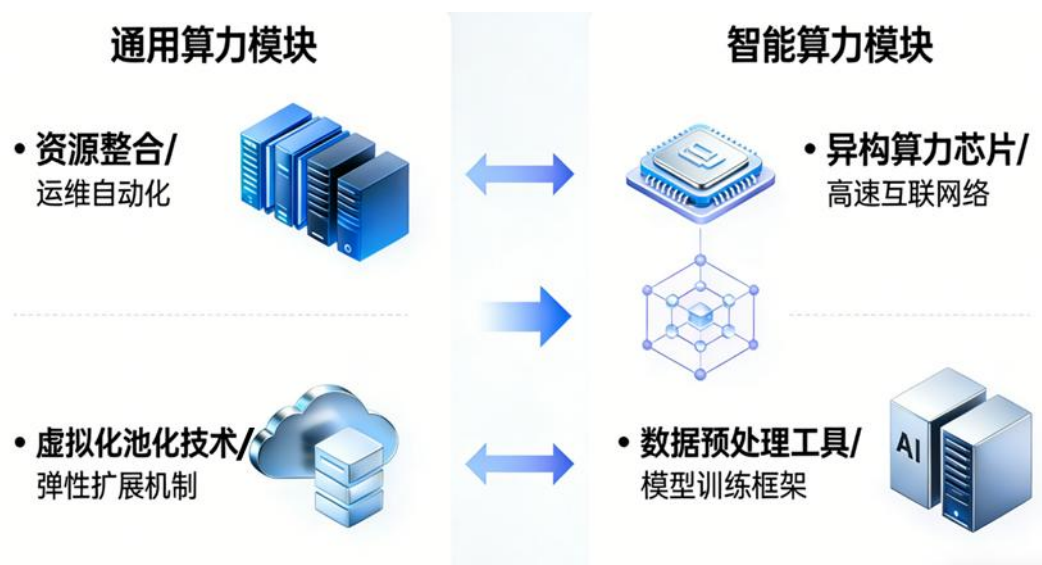 通用算力模块
• 资源整合/
运维自动化
• 虚拟化池化技术/
弹性扩展机制
智能算力模块
• 异构算力芯片/
高速互联网络
• 数据预处理工具/
模型训练框架
AI